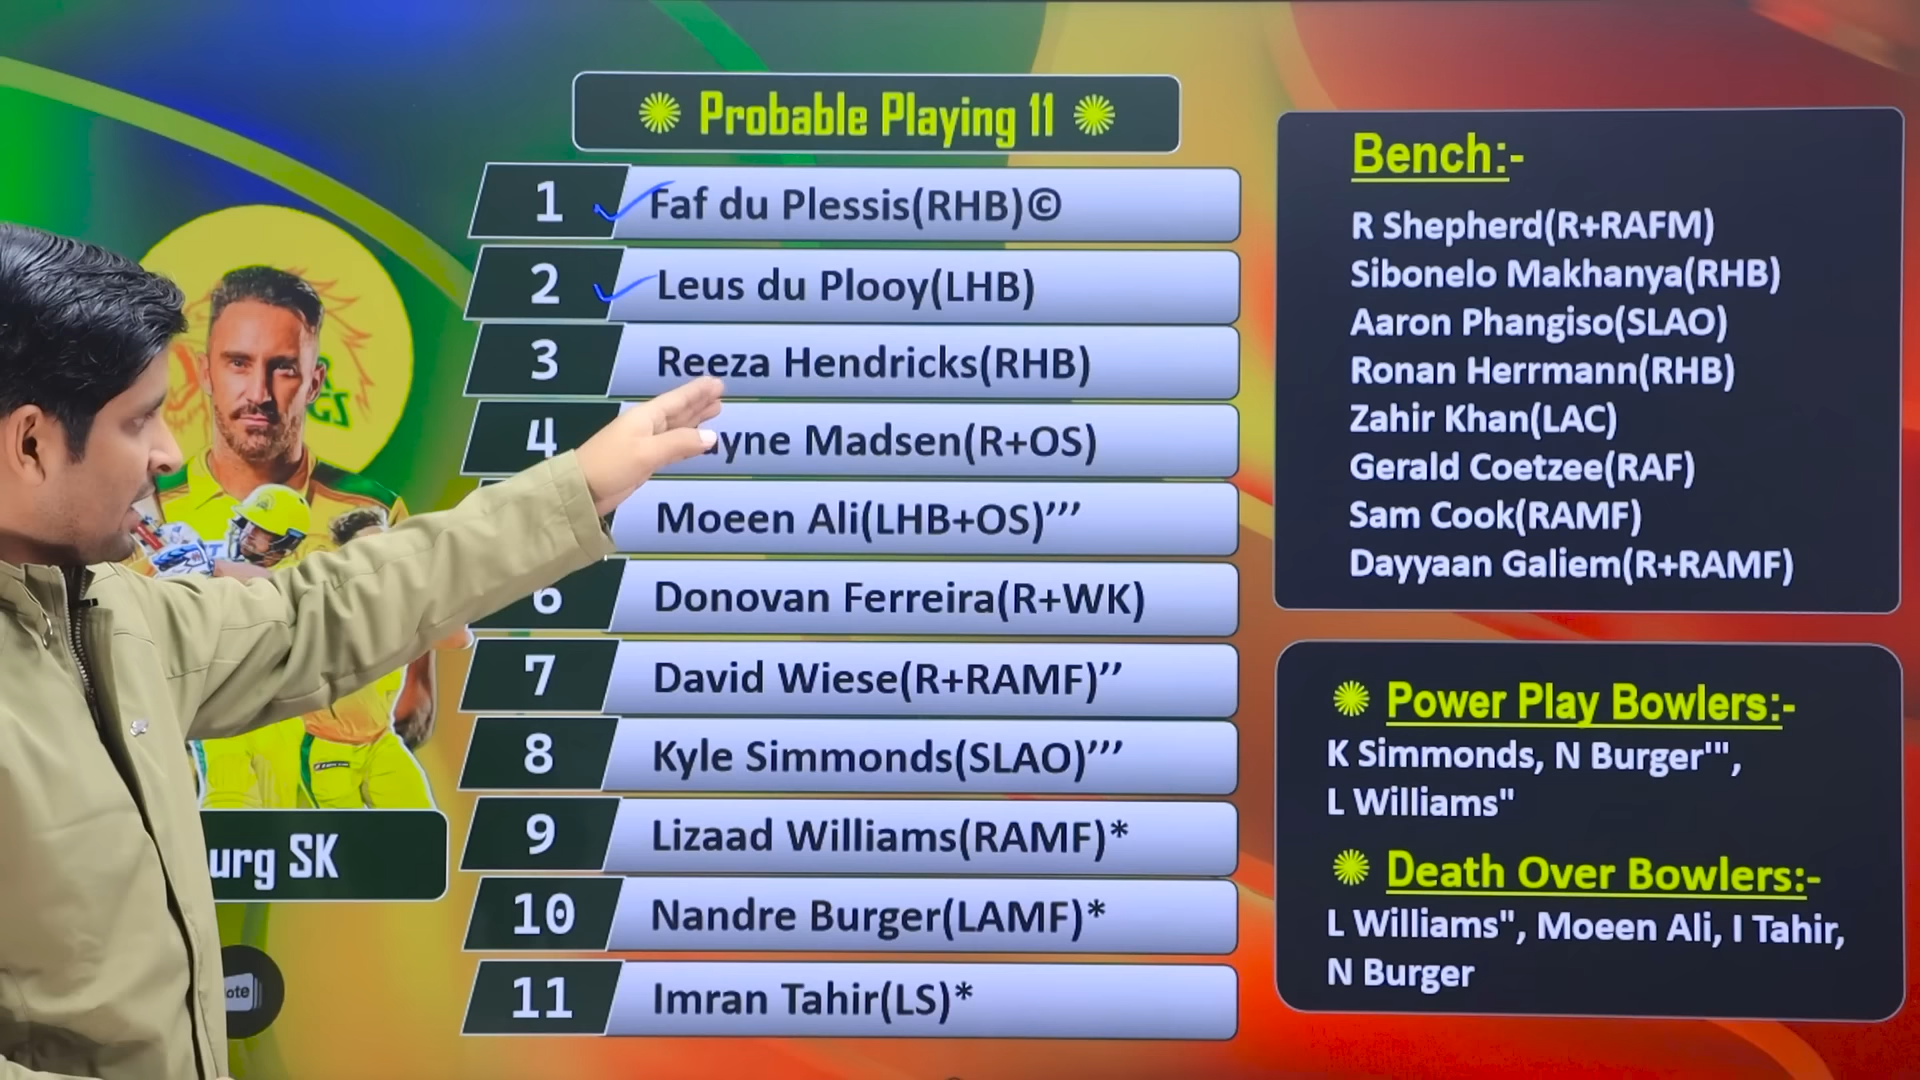 Probable Playing 11
1 Faf du Plessis(RHB)©
2 Leus du Plooy(LHB)
3 Reeza Hendricks(RHB)
4 Madsen(R+OS)
Moeen Ali(LHB+OS)’’’
6 Donovan Ferreira(R+WK)
7 David Wiese(R+RAMF)’’
8 Kyle Simmonds(SLAO)’’’
9 Lizaad Williams(RAMF)*
10 Nandre Burger(LAMF)*
11 Imran Tahir(LS)*
SK
Bench:-
R Shepherd(R+RAFM)
Sibonelo Makhanya(RHB)
Aaron Phangiso(SLAO)
Ronan Herrmann(RHB)
Zahir Khan(LAC)
Gerald Coetzee(RAF)
Sam Cook(RAMF)
Dayyaan Galiem(R+RAMF)
Power Play Bowlers:-
K Simmonds, N Burger'",
L Williams"
Death Over Bowlers:-
L Williams", Moeen Ali, I Tahir,
N Burger